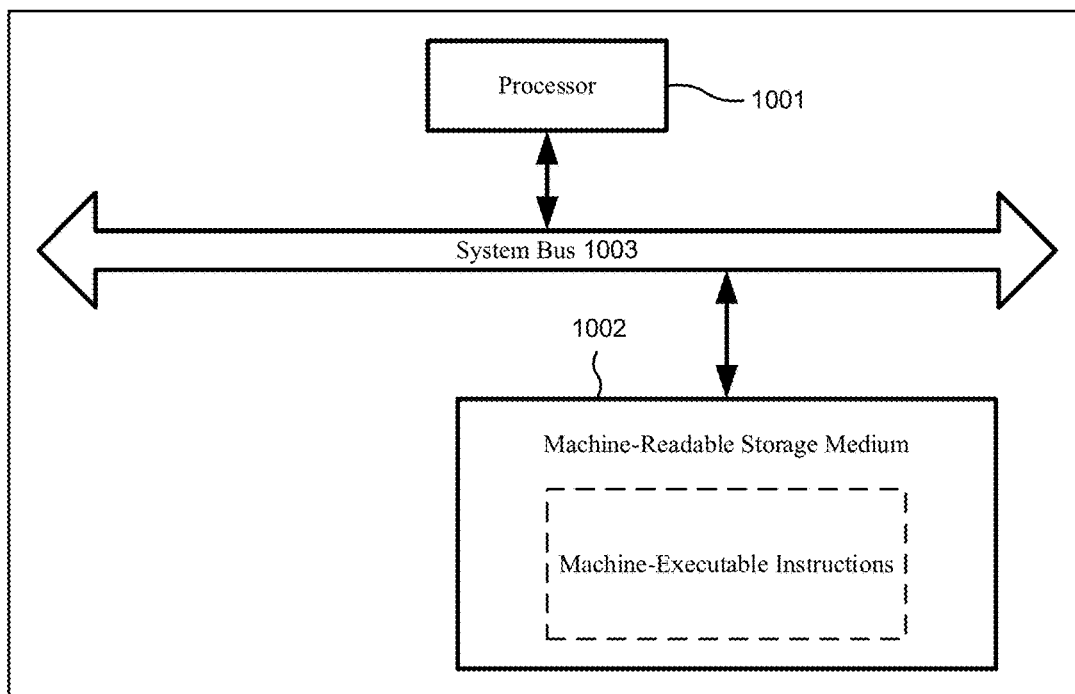 Processor
1001
System Bus 1003
1002
Machine-Readable Storage Medium
Machine-Executable Instructions